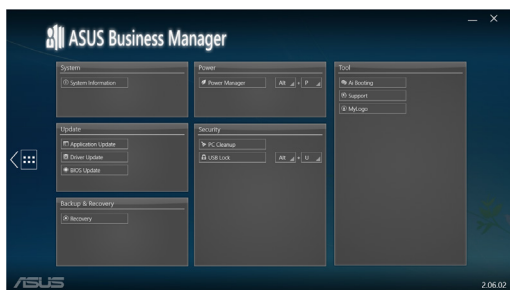 ASUS Business Manager
System
System Information
Power
Power Manager
Alt + P
Tool
Ai Booting
Support
MyLogo
Update
Application Update
Driver Update
BIOS Update
Security
PC Cleanup
USB Lock
Alt + U
Backup & Recovery
Recovery
ASUS
2.06.02